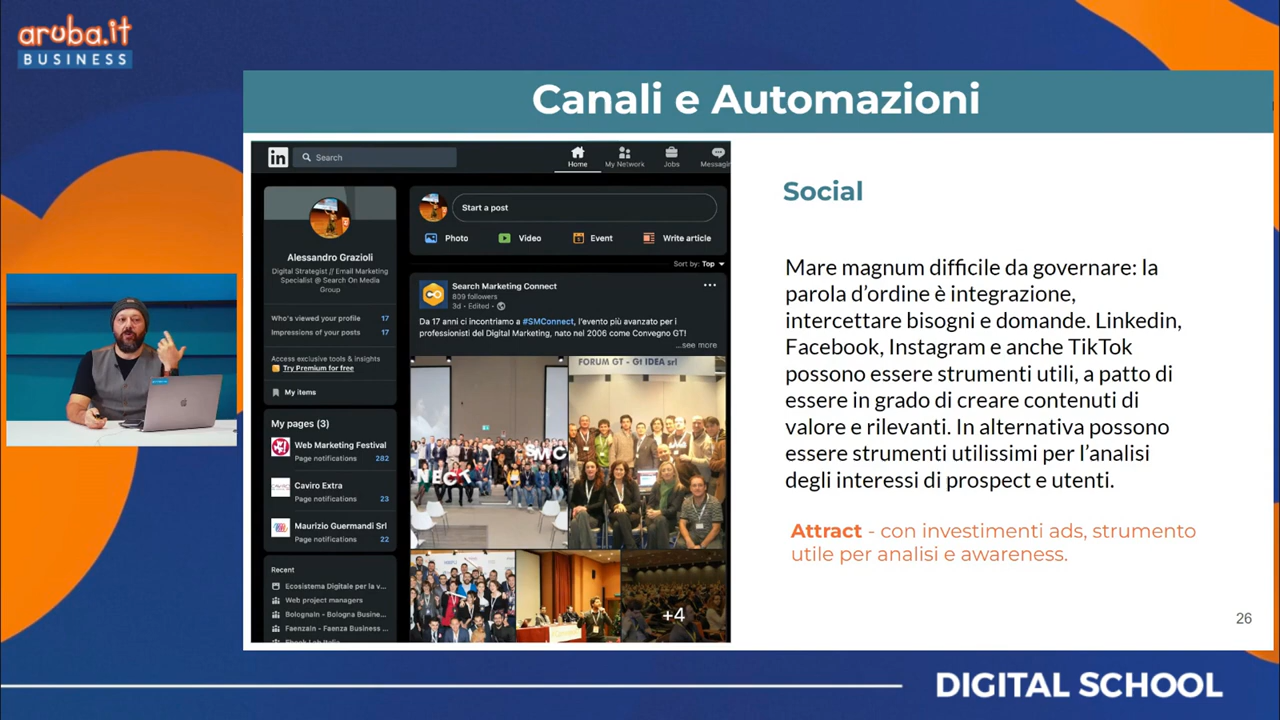 aruba.it
BUSINESS
Canali e Automazioni
in
Search
Home
My Network
Jobs
Messagin
Alessandro Grazioli
Digital Strategist // Email Marketing
Specialist @ Search On Media
Group
Who's viewed your profile 17
Impressions of your posts 17
Access exclusive tools & insights
Try Premium for free
My items
My pages (3)
Web Marketing Festival
Page notifications 282
Caviro Extra
Page notifications 23
Maurizio Guermandi Srl
Page notifications 22
Recent
Ecosistema Digitale per la v...
Web project managers
BolognaIn - Bologna Busine...
FaenzaIn - Faenza Business ...
Start a post
Photo
Video
Event
Write article
Sort by: Top
Search Marketing Connect
809 followers
3d • Edited •
Da 17 anni ci incontriamo a #SMConnect, l'evento più avanzato per i
professionisti del Digital Marketing, nato nel 2006 come Convegno GT!
...see more
FORUM GT - Gt IDEA srl
SMC
NECT
+4
Social
Mare magnum difficile da governare: la
parola d'ordine è integrazione,
intercettare bisogni e domande. Linkedin,
Facebook, Instagram e anche TikTok
possono essere strumenti utili, a patto di
essere in grado di creare contenuti di
valore e rilevanti. In alternativa possono
essere strumenti utilissimi per l'analisi
degli interessi di prospect e utenti.
Attract - con investimenti ads, strumento
utile per analisi e awareness.
26
DIGITAL SCHOOL